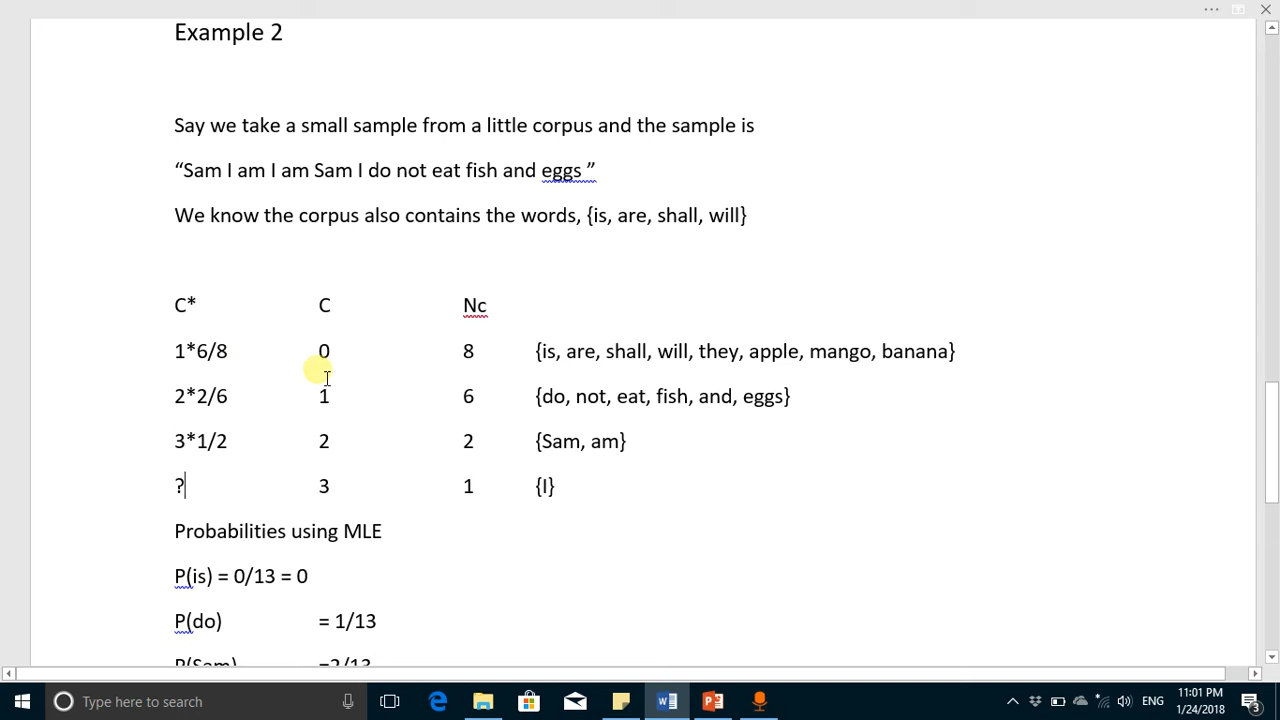 Example 2
Say we take a small sample from a little corpus and the sample is
“Sam I am I am Sam I do not eat fish and eggs ”
We know the corpus also contains the words, {is, are, shall, will}
C* C Nc
1*6/8 0 8 {is, are, shall, will, they, apple, mango, banana}
2*2/6 1 6 {do, not, eat, fish, and, eggs}
3*1/2 2 2 {Sam, am}
? 3 1 {I}
Probabilities using MLE
P(is) = 0/13 = 0
P(do) = 1/13
P(Sam) =2/13
Type here to search
ENG
11:01 PM
1/24/2018
3